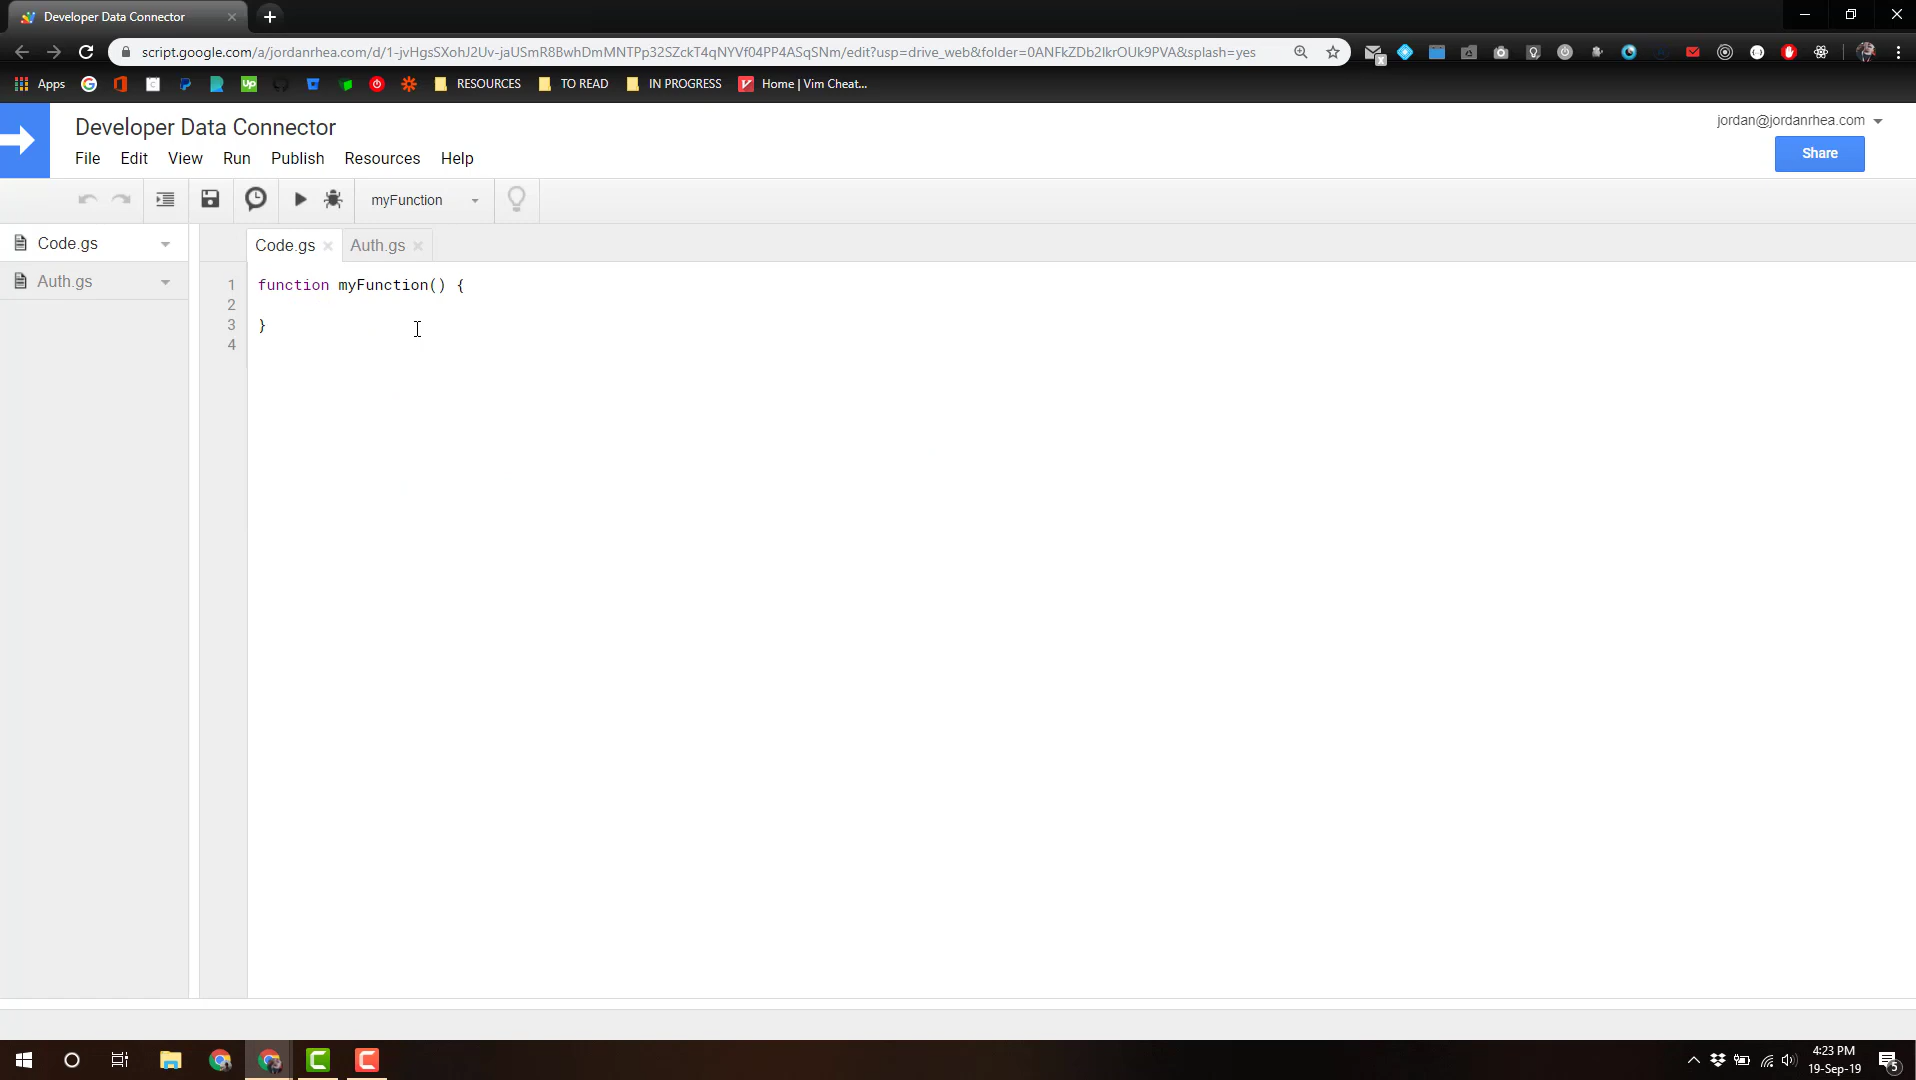 Developer Data Connector
script.google.com/a/jordanrhea.com/d/1-jvHgsSXohJ2Uv-jaUSmR8BwhDmMNTPp32SZckT4qNYVf04PP4ASqSNm/edit?usp=drive_web&folder=0ANFkZDb2IkrOUk9PVA&splash=yes
Apps Up RESOURCES TO READ IN PROGRESS Home | Vim Cheat...
Developer Data Connector
jordan@jordanrhea.com
File Edit View Run Publish Resources Help
Share
myFunction
Code.gs
Auth.gs
Code.gs Auth.gs
1 function myFunction() {
2
3 }
4
4:23 PM
19-Sep-19
5